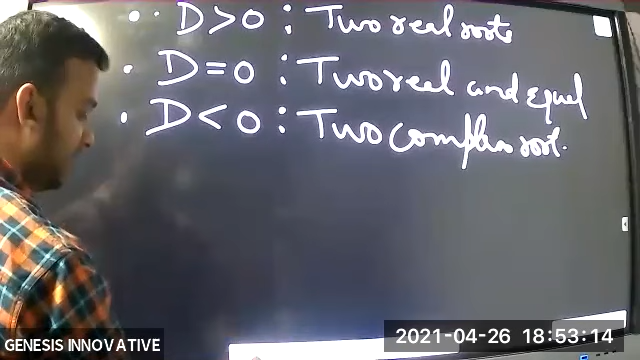 • D > 0 : Two real roots
• D = 0 : Two real and Equal
• D < 0 : Two complex root.
GENESIS INNOVATIVE
2021-04-26 18:53:14